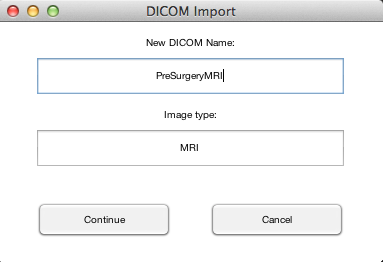 DICOM Import
New DICOM Name:
PreSurgeryMRI
Image type:
MRI
Continue
Cancel